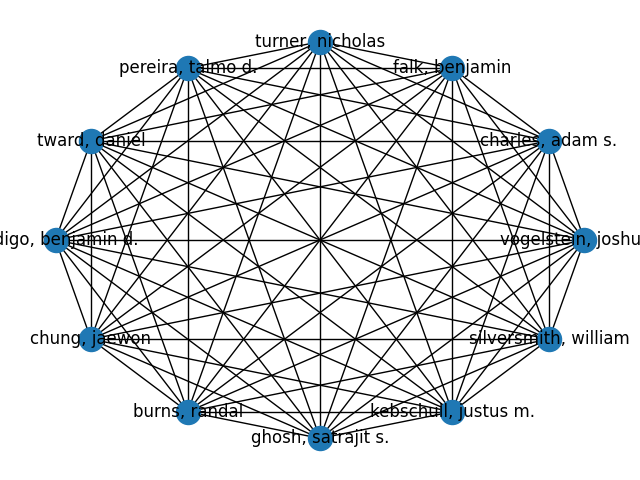 turner, nicholas
pereira, talmo d.
falk, benjamin
tward, daniel
charles, adam s.
digo, benjamin d.
vogelstein, joshu
chung, jaewon
silversmith, william
burns, randal
kebschull, justus m.
ghosh, satrajit s.